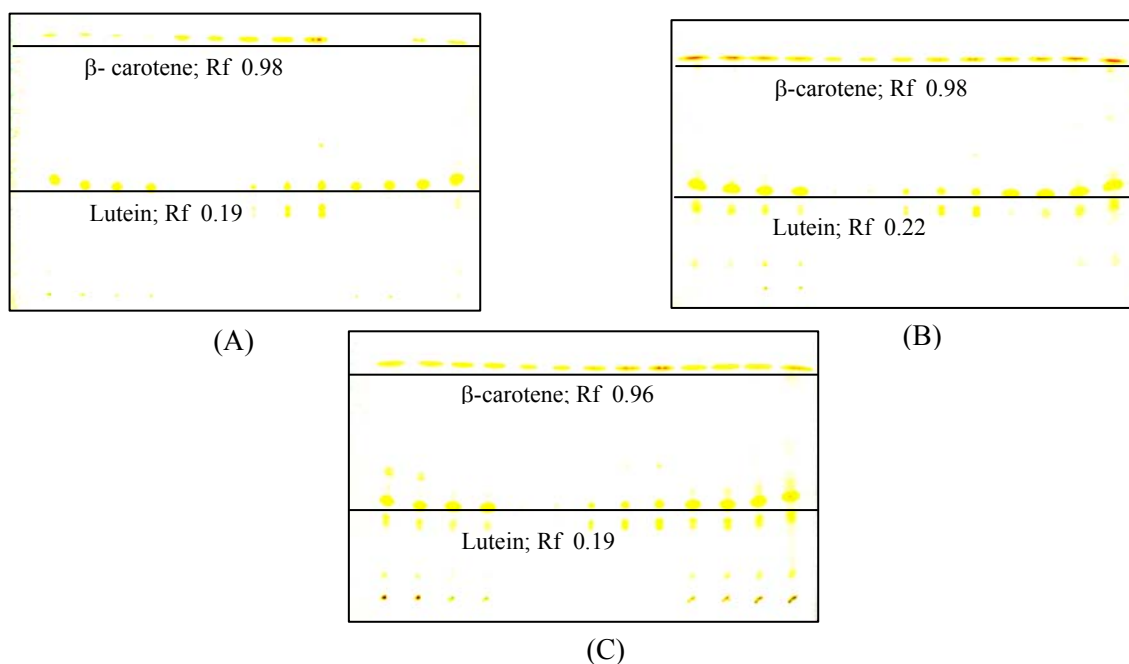 β- carotene; Rf 0.98
Lutein; Rf 0.19
(A)
β-carotene; Rf 0.98
Lutein; Rf 0.22
(B)
β-carotene; Rf 0.96
Lutein; Rf 0.19
(C)